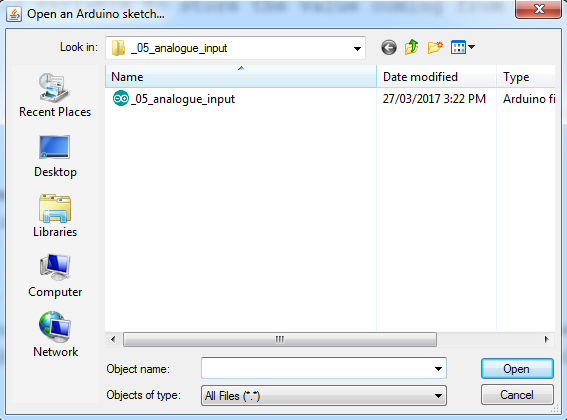 store the value coming from
Open an Arduino sketch...
Look in:
_05_analogue_input
Name
Date modified
Type
_05_analogue_input
27/03/2017 3:22 PM
Arduino fi
Recent Places
Desktop
Libraries
Computer
Network
Object name:
Open
Objects of type:
All Files (*.*)
Cancel